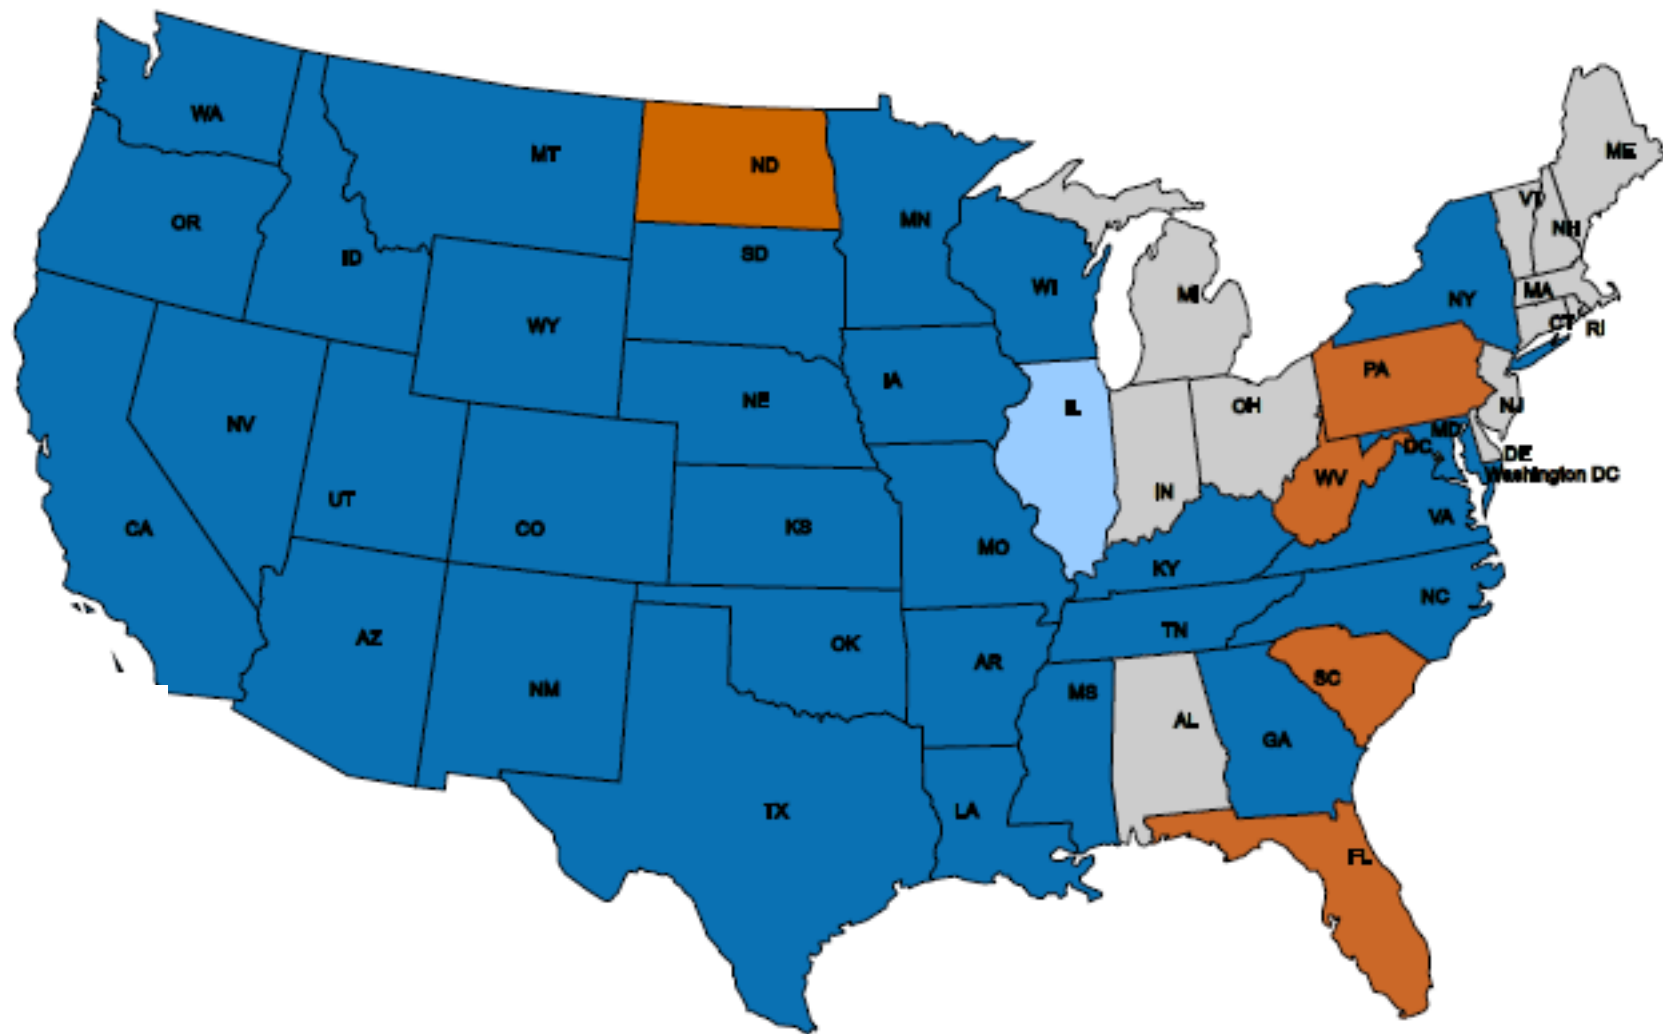 WA
MT
ND
ME
OR
MN
VT
NH
ID
SD
WI
MI
MA
NY
WY
CT
RI
PA
IA
NE
IL
OH
NJ
NV
MD
DC
DE
WV
Washington DC
IN
UT
CA
CO
KS
VA
MO
KY
NC
AZ
OK
TN
AR
NM
MS
SC
AL
GA
TX
LA
FL